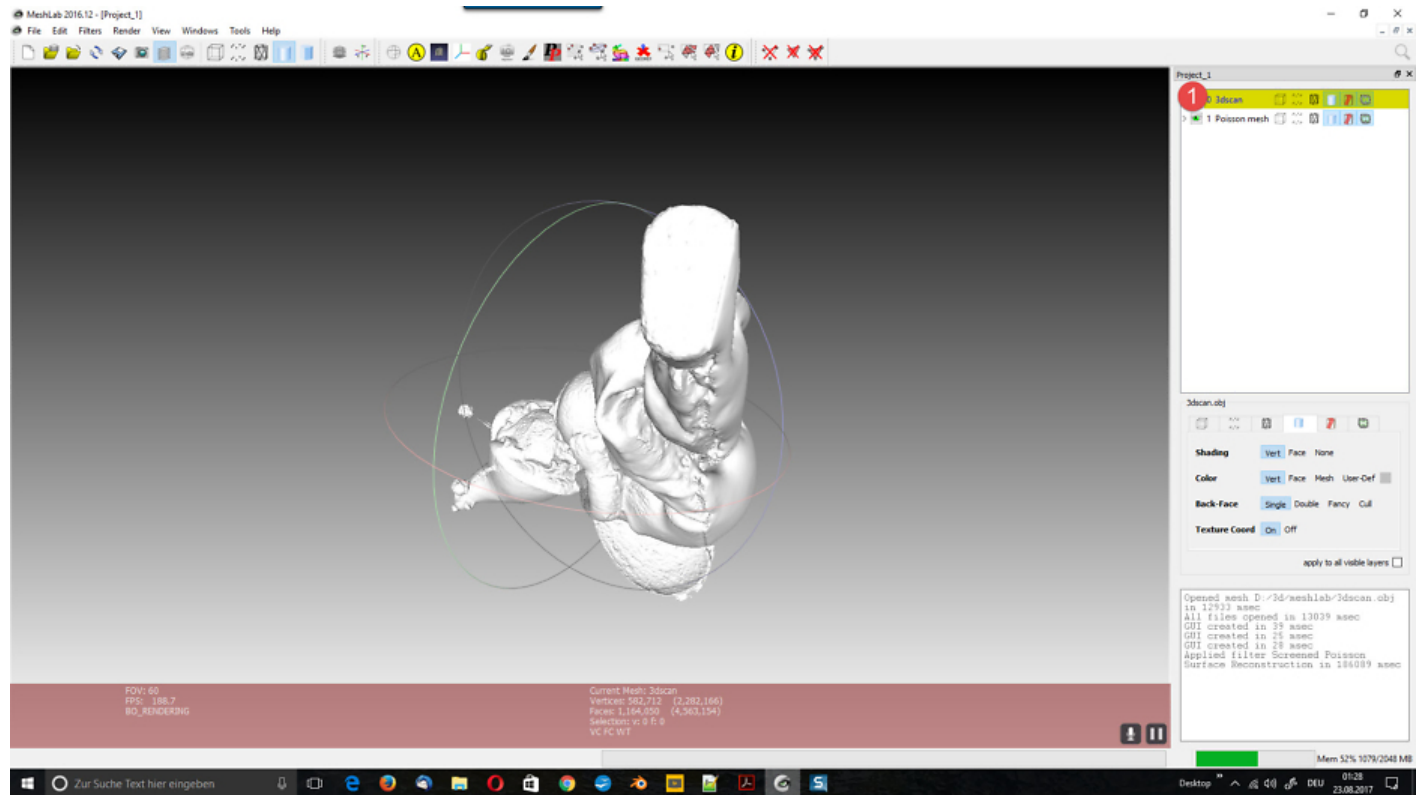 MeshLab 2016.12 - [Project_1]
File Edit Filters Render View Windows Tools Help
A
i
Project_1
1
0 3dscan
1 Poisson mesh
3dscan.obj
Shading Vert Face None
Color Vert Face Mesh User-Def
Back-Face Single Double Fancy Cull
Texture Coord On Off
apply to all visible layers
Opened mesh D:/3d/meshlab/3dscan.obj
in 12933 msec
All files opened in 13039 msec
GUI created in 39 msec
GUI created in 25 msec
GUI created in 28 msec
Applied filter Screened Poisson
Surface Reconstruction in 186089 msec
FOV: 60
FPS: 188.7
BO_RENDERING
Current Mesh: 3dscan
Vertices: 582,712 (2,282,166)
Faces: 1,164,050 (4,563,154)
Selection: v: 0 f: 0
VC FC WT
Mem 52% 1079/2048 MB
Zur Suche Text hier eingeben
Desktop
DEU
01:28
23.08.2017